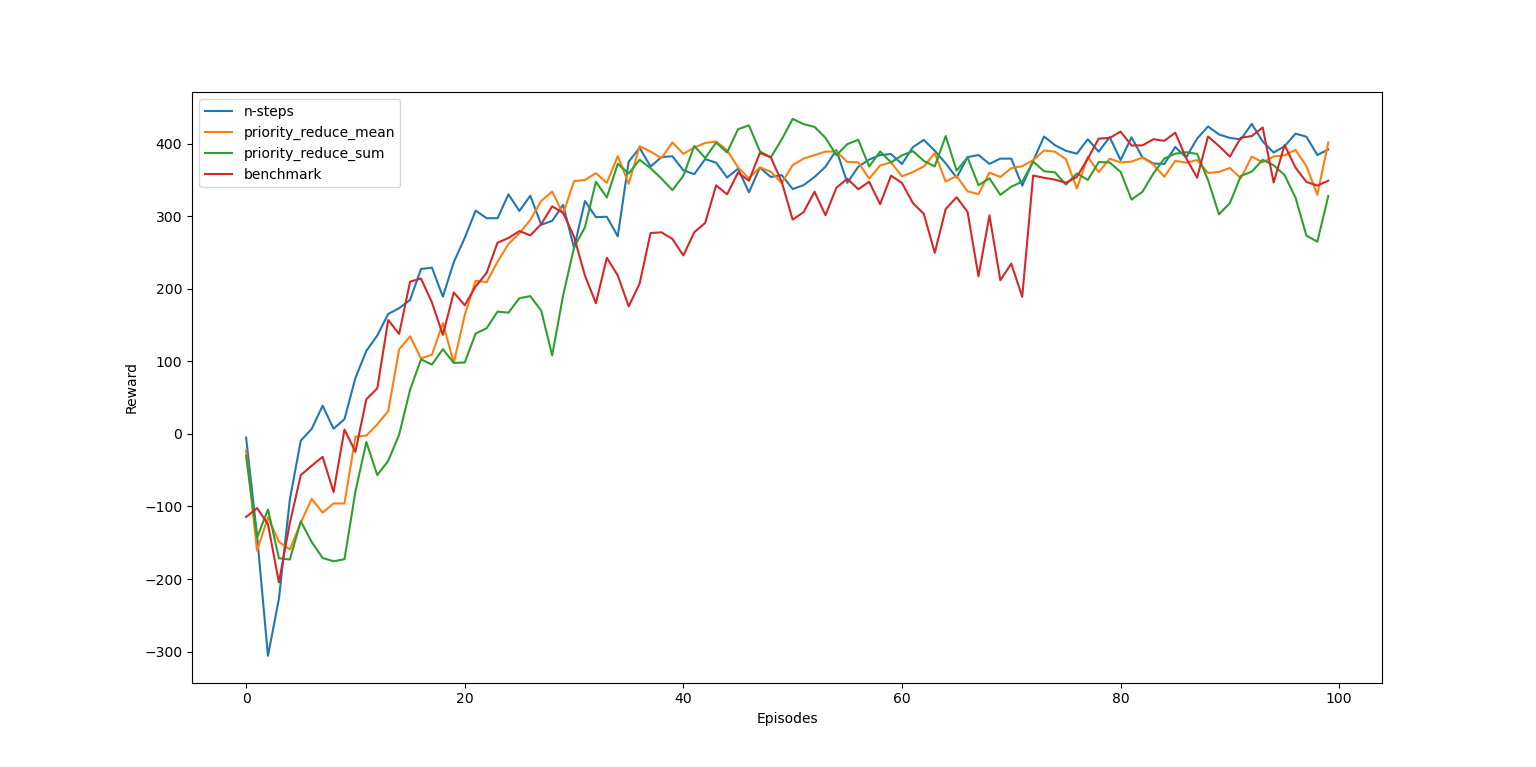 n-steps
priority_reduce_mean
priority_reduce_sum
benchmark
400
300
200
100
0
−100
−200
−300
Reward
0 20 40 60 80 100
Episodes